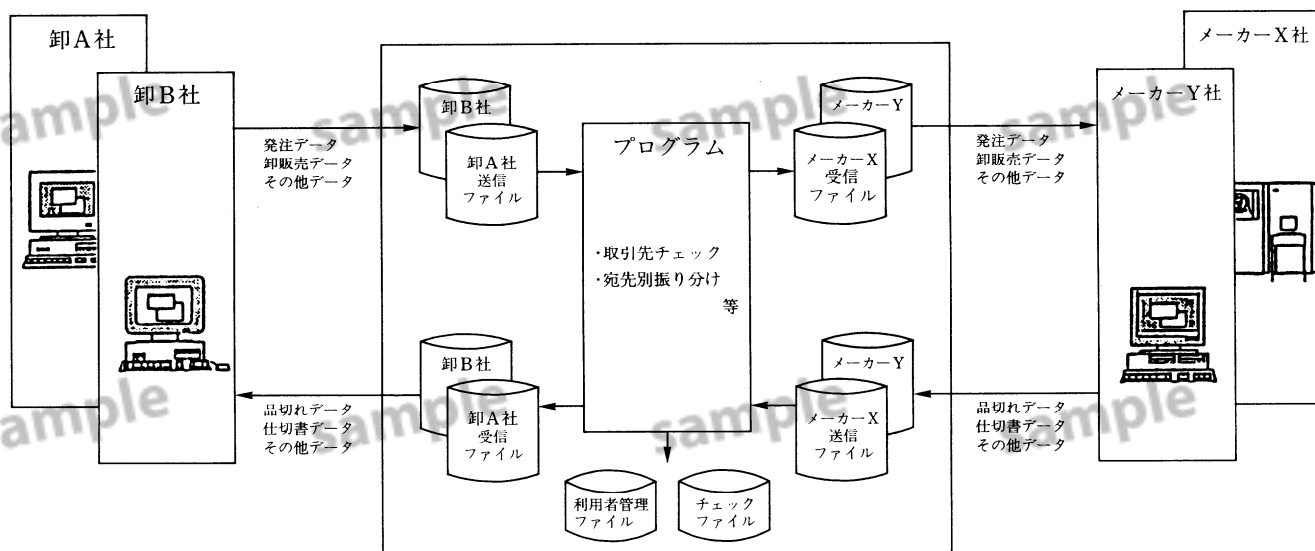 卸A社
卸B社
発注データ
卸販売データ
その他データ
品切れデータ
仕切書データ
その他データ
卸B社
卸A社
送信
ファイル
卸B社
卸A社
受信
ファイル
プログラム
・取引先チェック
・宛先別振り分け
等
利用者管理
ファイル
チェック
ファイル
メーカーY
メーカーX
受信
ファイル
メーカーY
メーカーX
送信
ファイル
発注データ
卸販売データ
その他データ
品切れデータ
仕切書データ
その他データ
メーカーX社
メーカーY社
sample
sample
sample
sample
sample
sample
sample
sample